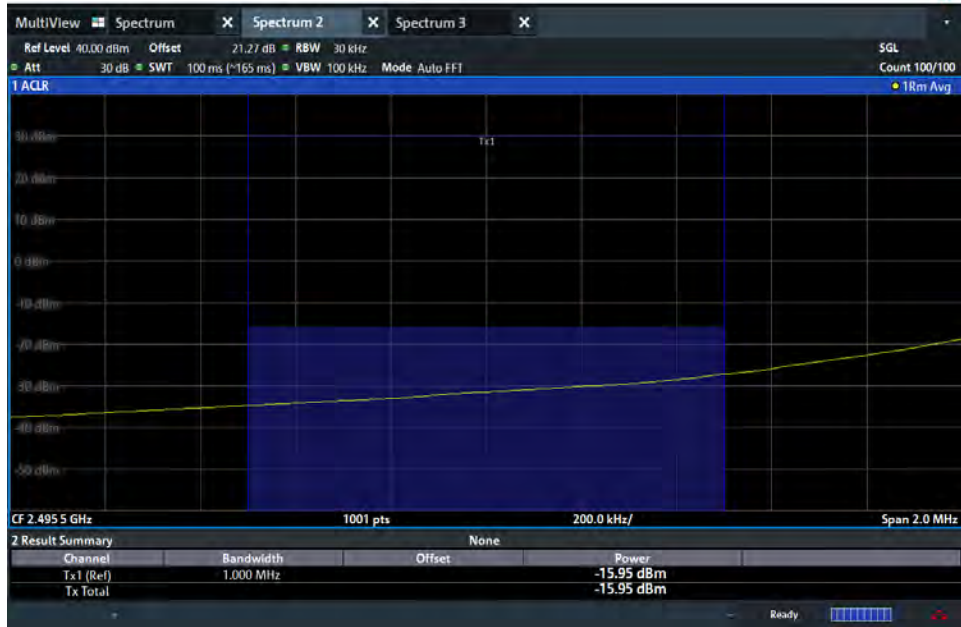 MultiView Spectrum X Spectrum 2 X Spectrum 3 X
Ref Level 40.00 dBm Offset 21.27 dB RBW 30 kHz SGL
Att 30 dB SWT 100 ms (~165 ms) VBW 100 kHz Mode Auto FFT Count 100/100
1 ACLR 1Rm Avg
30 dBm
Tx1
20 dBm
10 dBm
0 dBm
-10 dBm
-20 dBm
-30 dBm
-40 dBm
-50 dBm
CF 2.495 5 GHz 1001 pts 200.0 kHz/ Span 2.0 MHz
2 Result Summary None
Channel Bandwidth Offset Power
Tx1 (Ref) 1.000 MHz -15.95 dBm
Tx Total -15.95 dBm
Ready